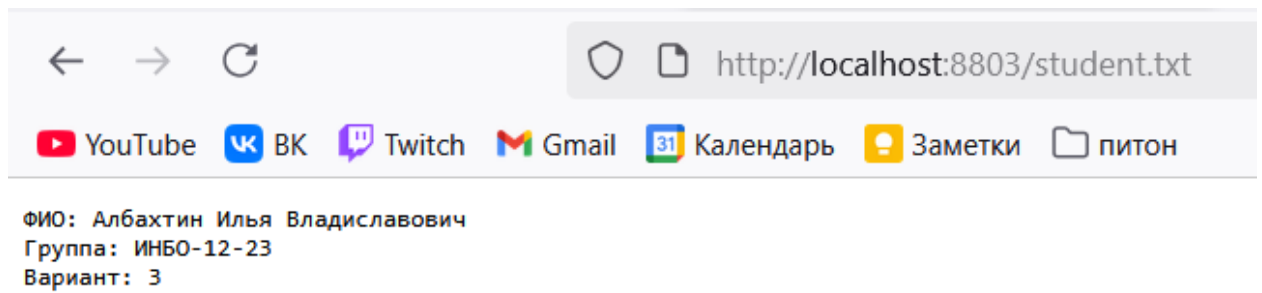 http://localhost:8803/student.txt
YouTube VK ВК Twitch Gmail 31 Календарь Заметки питон
ФИО: Албахтин Илья Владиславович
Группа: ИНБО-12-23
Вариант: 3